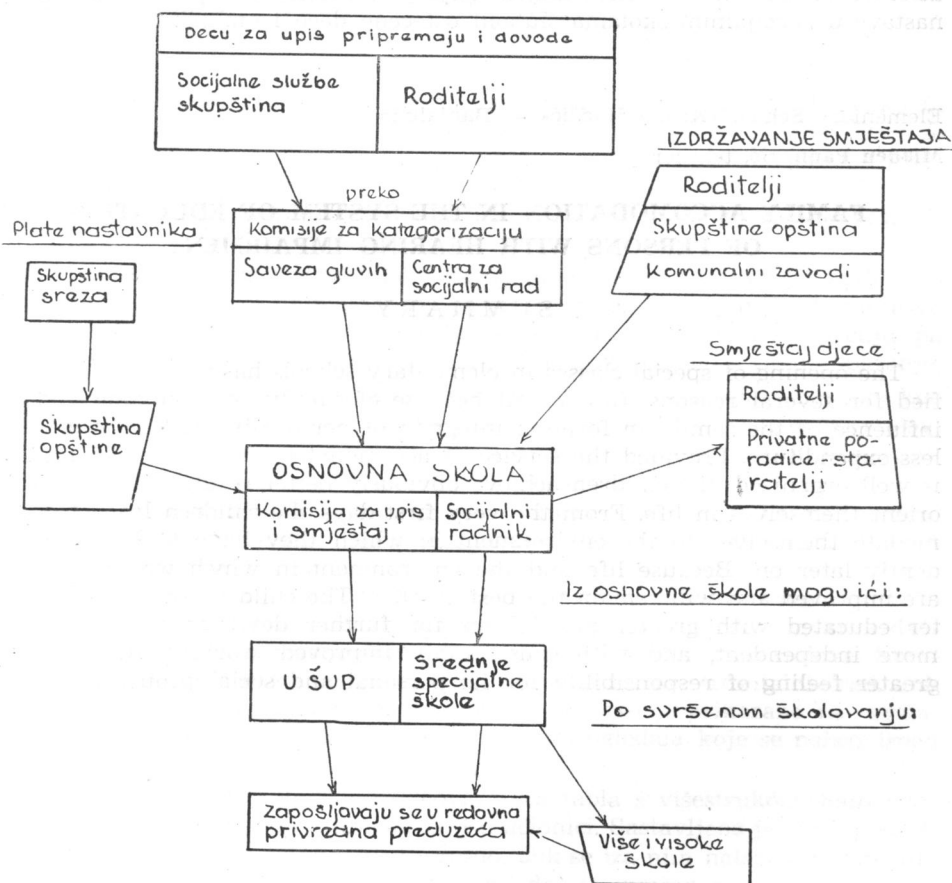 Decu za upis pripremaju i dovode
Socijalne službe
skupština
Roditelji
IZDRŽAVANJE SMJEŠTAJA
Roditelji
Skupštine opština
Komunalni zavodi
preko
Komisije za kategorizaciju
Saveza gluvih
Centra za
socijalni rad
Plate nastavnika
Skupština
sreza
Skupština
opštine
Smještaj djece
Roditelji
Privatne po-
rodice-sta-
ratelji
OSNOVNA ŠKOLA
Komisija za upis
i smještaj
Socijalni
radnik
Iz osnovne škole mogu ići:
U ŠUP
Srednje
specijalne
škole
Po svršenom školovanju:
zapošljavaju se u redovna
privredna preduzeća
Više i visoke
škole